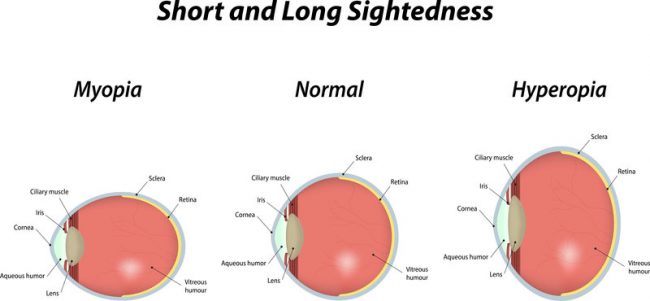 Short and Long Sightedness
Myopia
Sclera
Ciliary muscle
Retina
Iris
Cornea
Aqueous humor
Lens
Vitreous
humour
Normal
Sclera
Ciliary muscle
Retina
Iris
Cornea
Aqueous humor
Lens
Vitreous
humour
Hyperopia
Sclera
Ciliary muscle
Retina
Iris
Cornea
Aqueous humor
Lens
Vitreous
humour